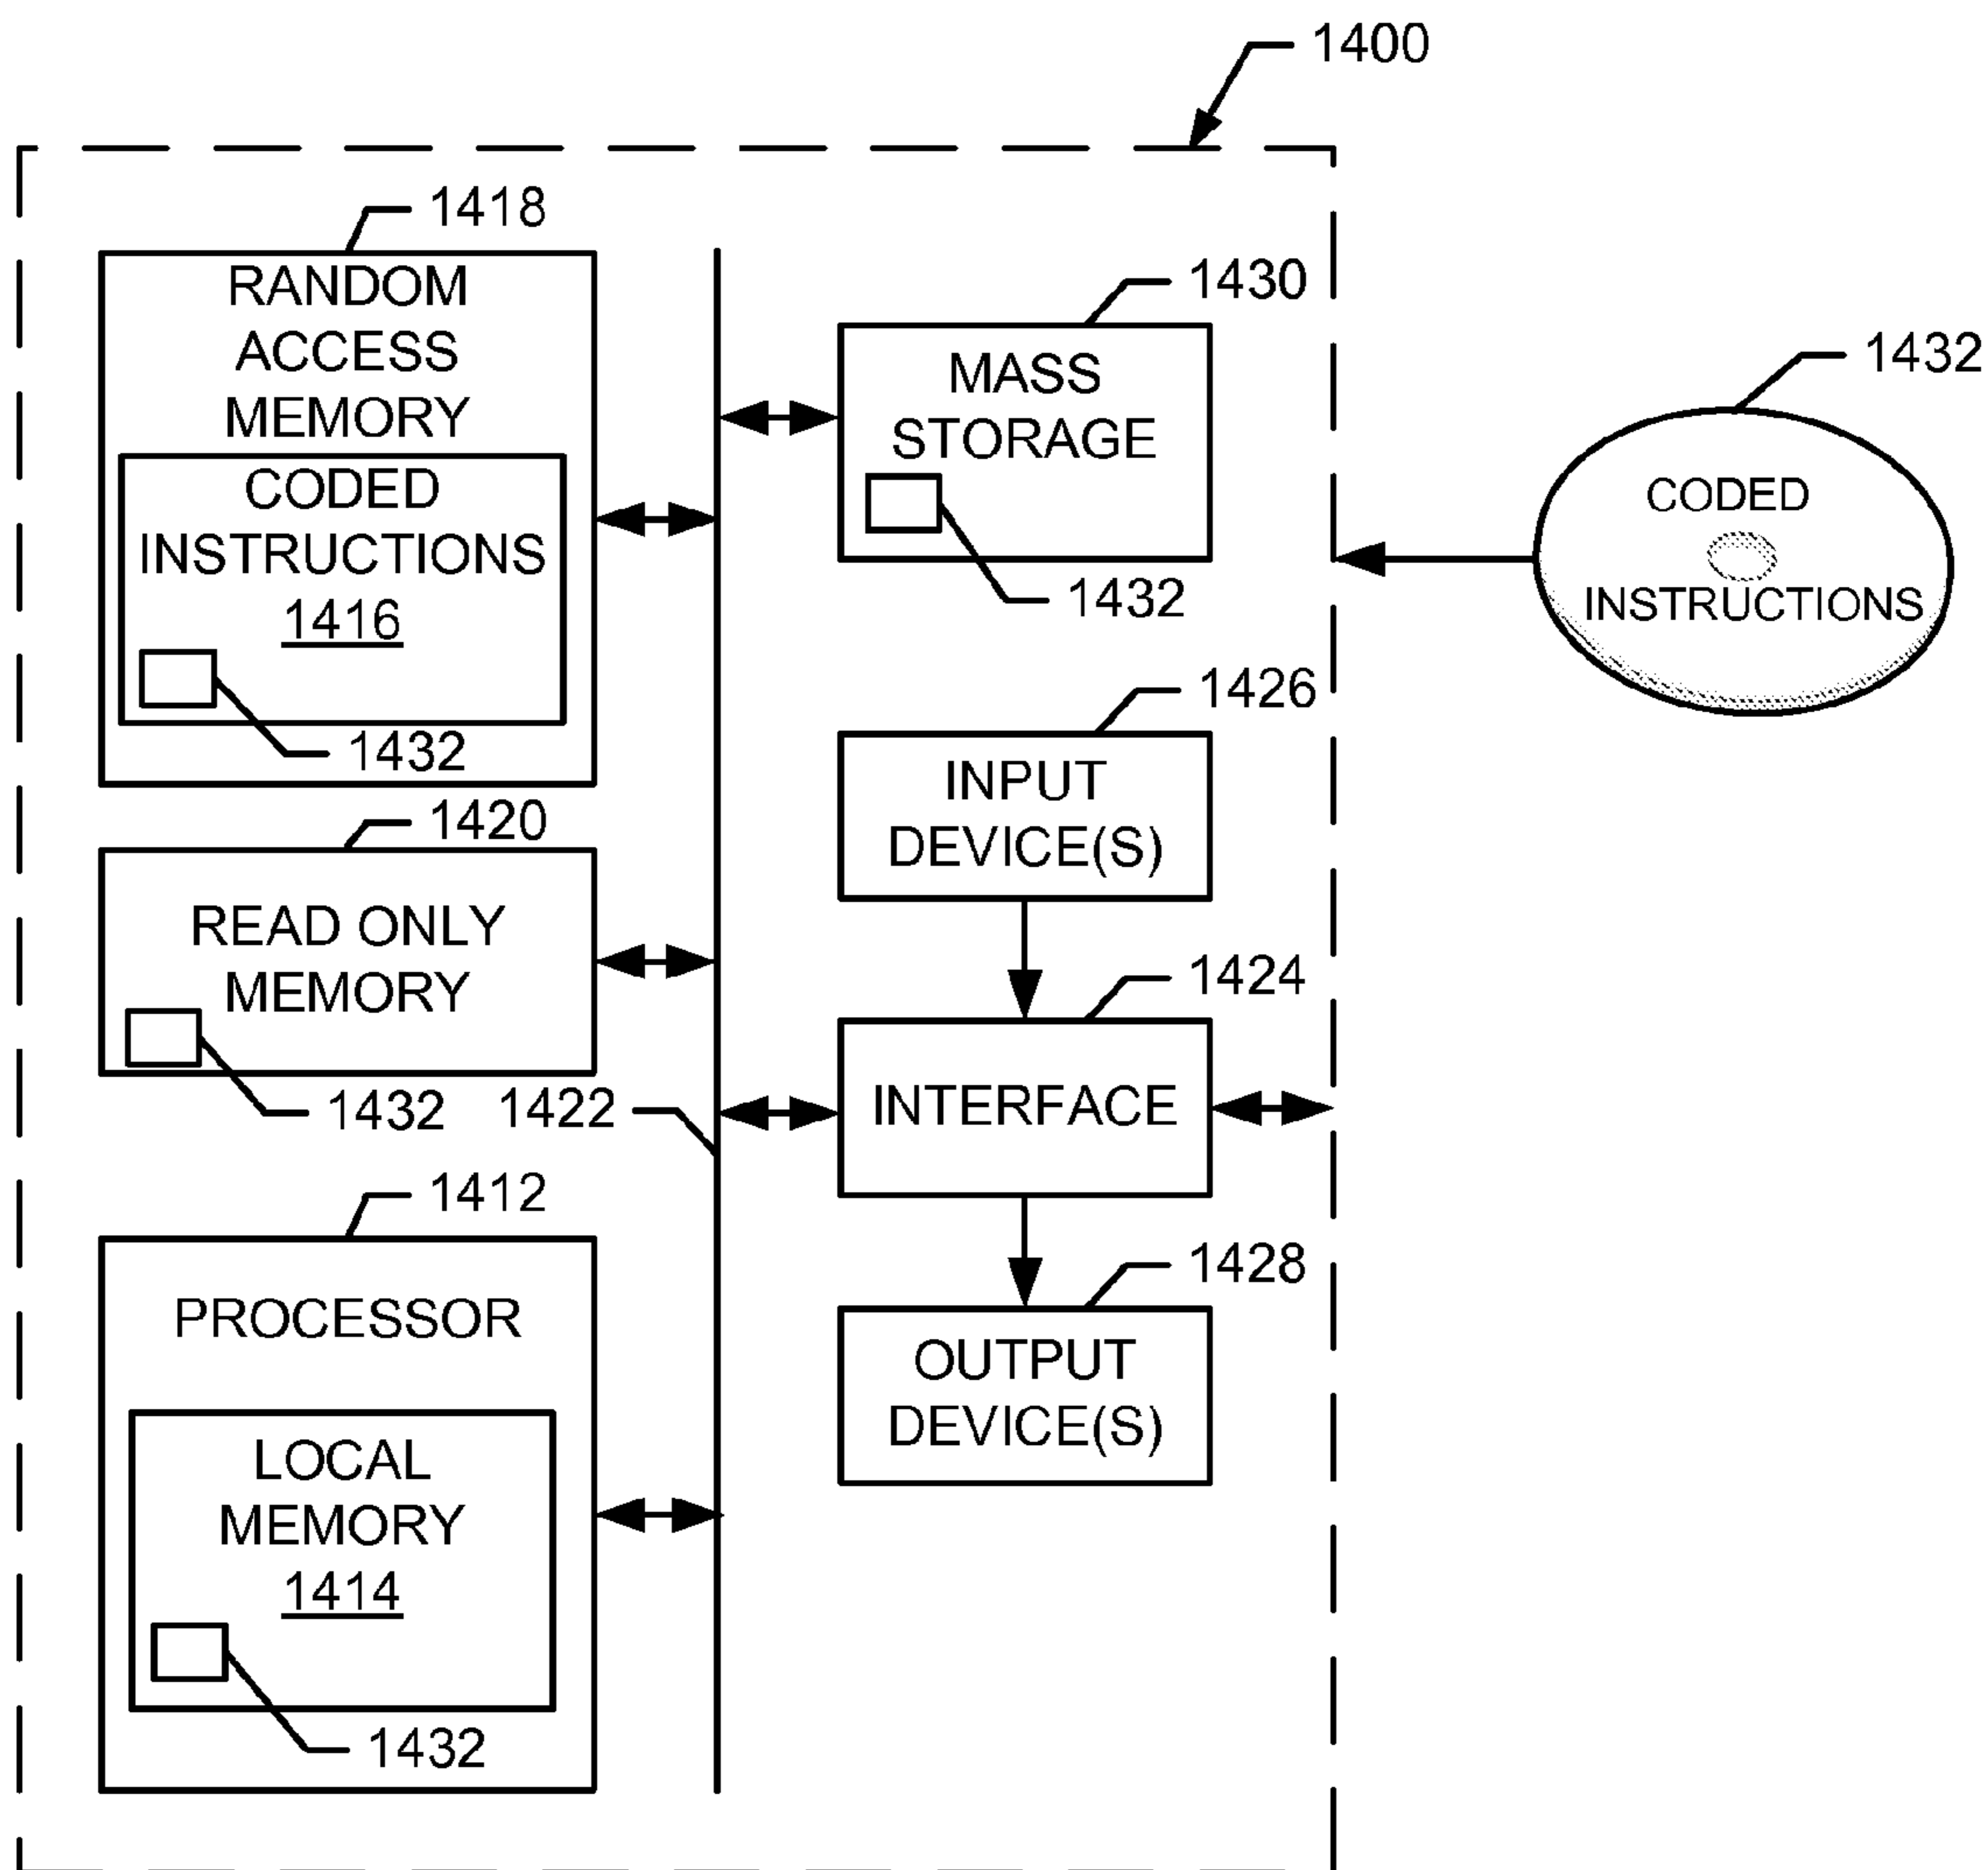 1400
1418
RANDOM
ACCESS
MEMORY
CODED
INSTRUCTIONS
1416
1432
1430
MASS
STORAGE
1432
1432
CODED
INSTRUCTIONS
1420
READ ONLY
MEMORY
1432
1422
1426
INPUT
DEVICE(S)
1424
INTERFACE
1412
PROCESSOR
LOCAL
MEMORY
1414
1432
1428
OUTPUT
DEVICE(S)